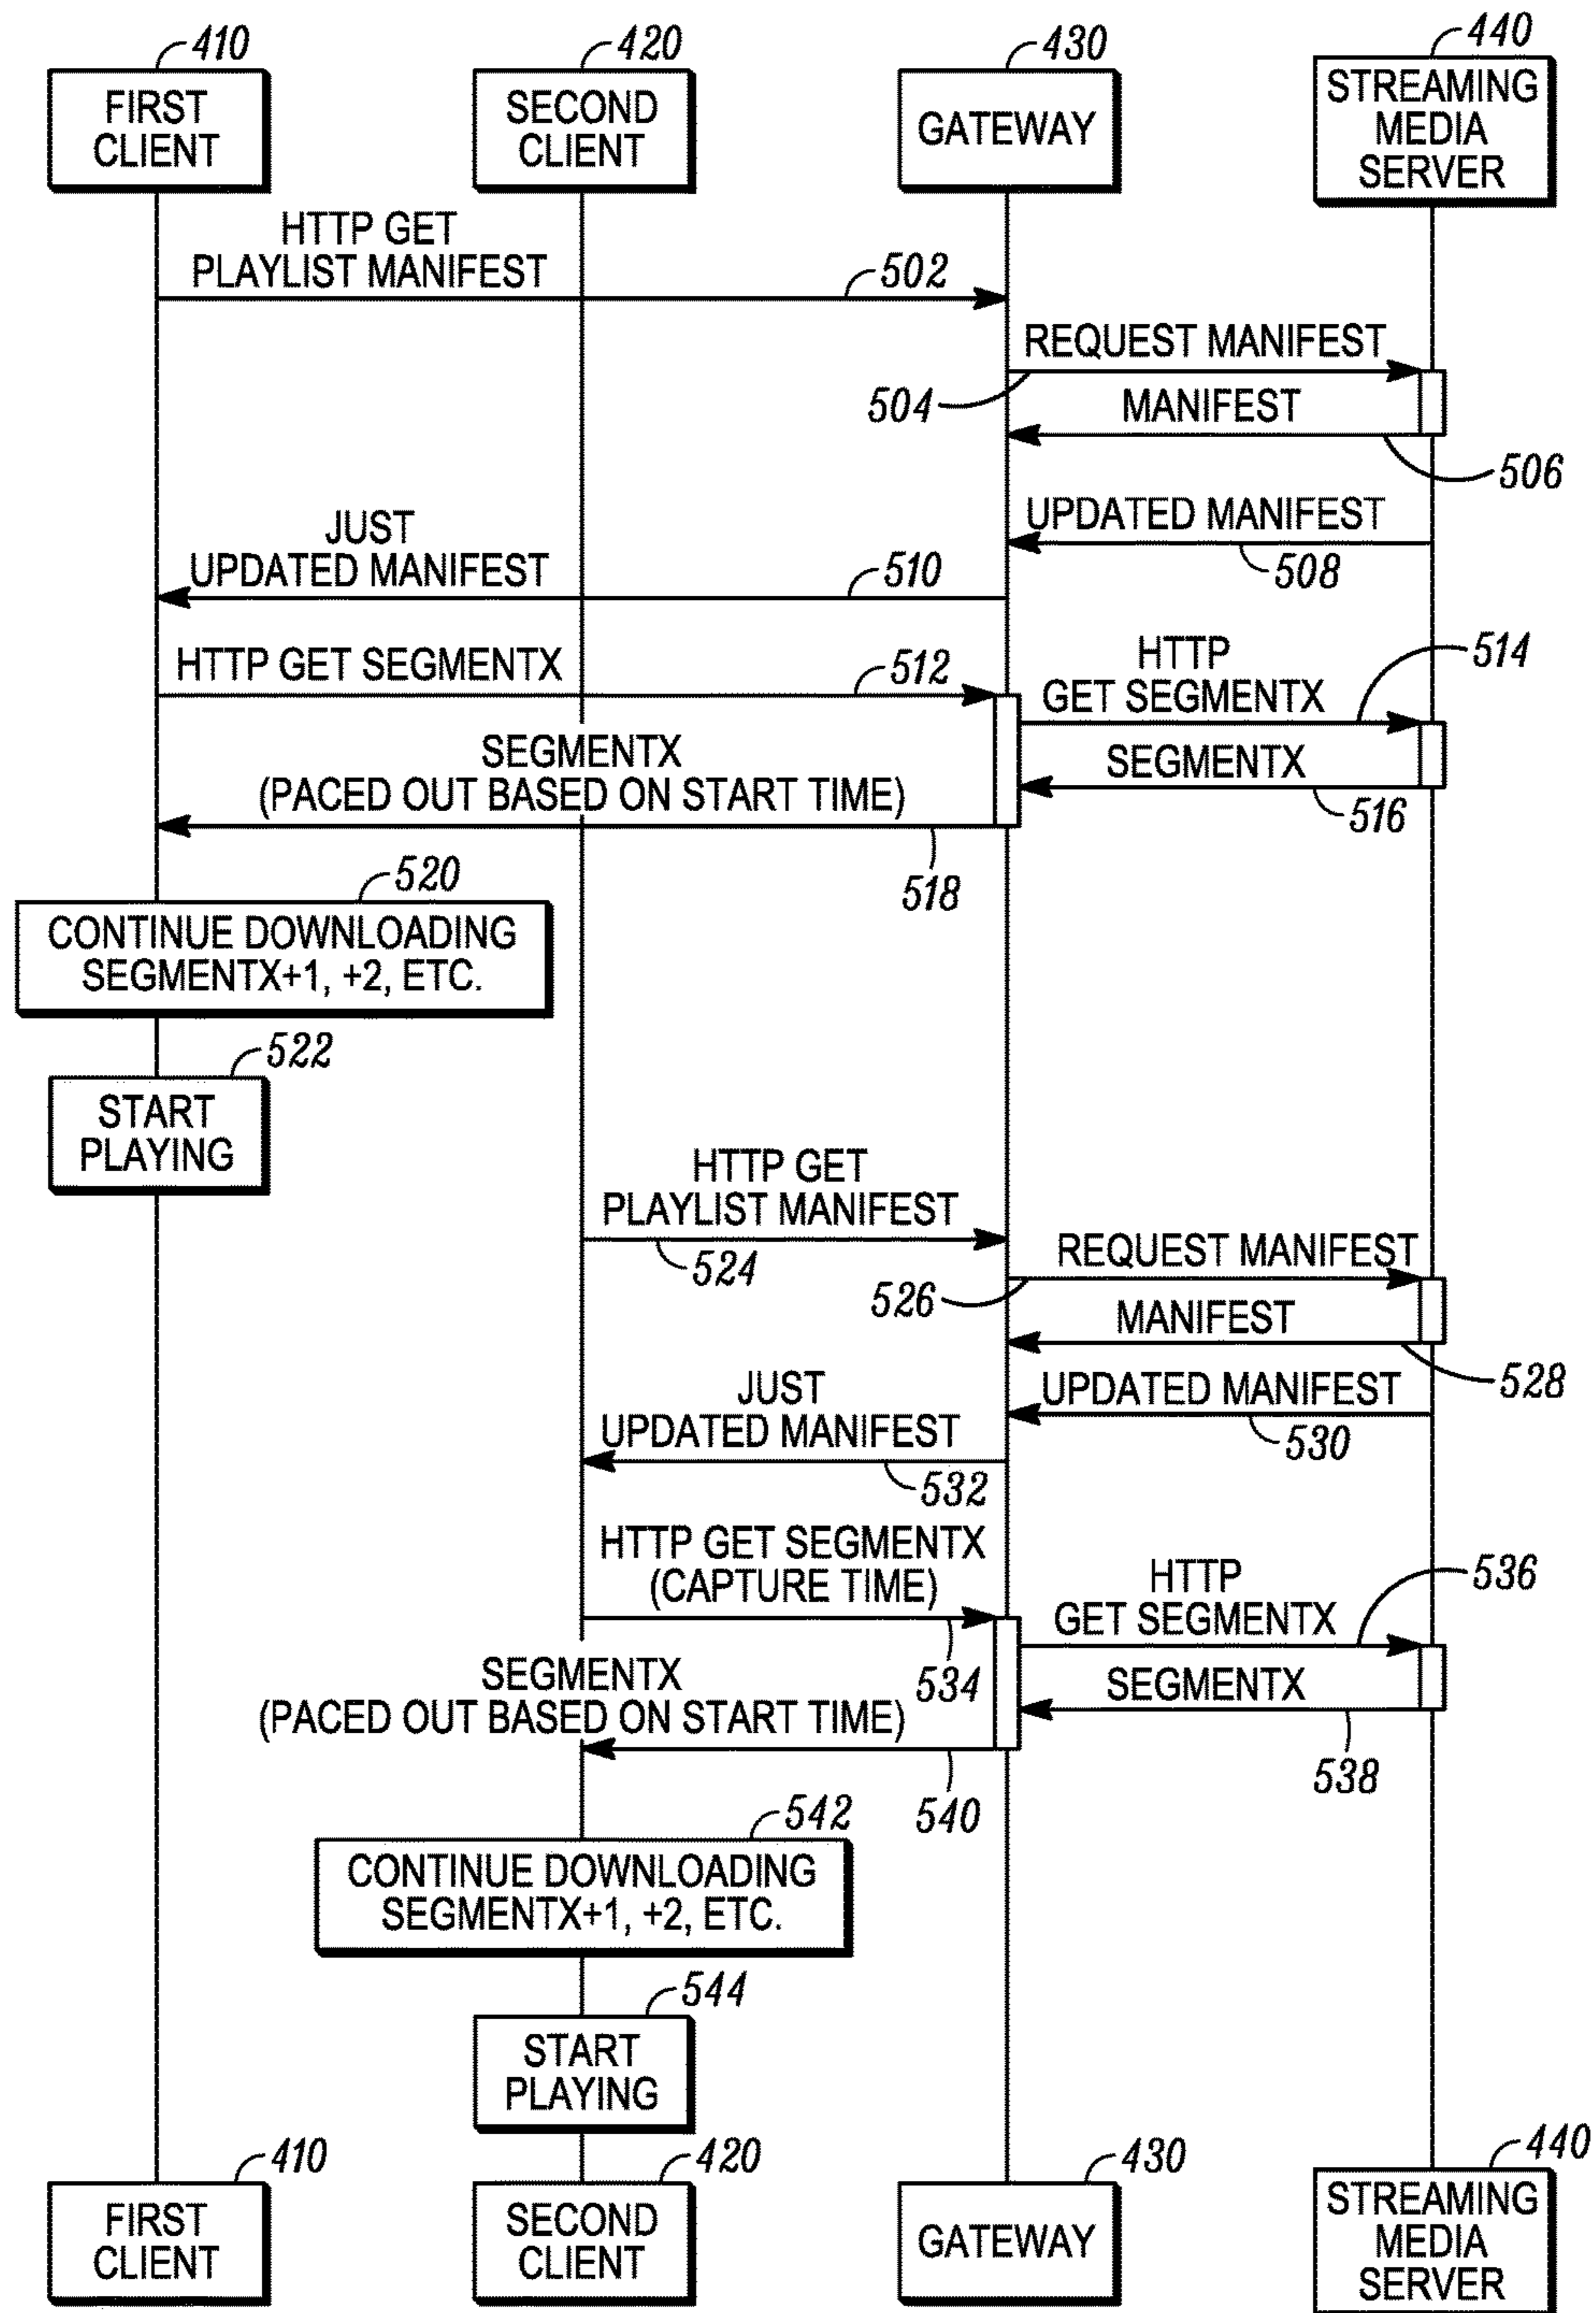 410
420
430
440
FIRST
CLIENT
SECOND
CLIENT
GATEWAY
STREAMING
MEDIA
SERVER
HTTP GET
PLAYLIST MANIFEST
502
REQUEST MANIFEST
504
MANIFEST
506
UPDATED MANIFEST
508
JUST
UPDATED MANIFEST
510
HTTP GET SEGMENTX
512
HTTP
GET SEGMENTX
514
SEGMENTX
(PACED OUT BASED ON START TIME)
SEGMENTX
516
518
520
CONTINUE DOWNLOADING
SEGMENTX+1, +2, ETC.
522
START
PLAYING
HTTP GET
PLAYLIST MANIFEST
524
REQUEST MANIFEST
526
MANIFEST
528
JUST
UPDATED MANIFEST
UPDATED MANIFEST
530
532
HTTP GET SEGMENTX
(CAPTURE TIME)
HTTP
GET SEGMENTX
536
534
SEGMENTX
(PACED OUT BASED ON START TIME)
SEGMENTX
538
540
542
CONTINUE DOWNLOADING
SEGMENTX+1, +2, ETC.
544
START
PLAYING
410
420
430
440
FIRST
CLIENT
SECOND
CLIENT
GATEWAY
STREAMING
MEDIA
SERVER